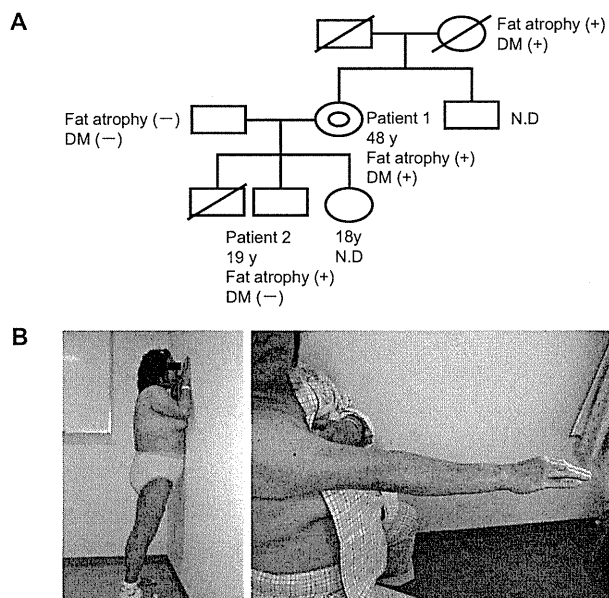 A
Fat atrophy (+)
DM (+)
Fat atrophy (—)
DM (—)
Patient 1
48 y
Fat atrophy (+)
DM (+)
N.D
Patient 2
19 y
Fat atrophy (+)
DM (—)
18y
N.D
B